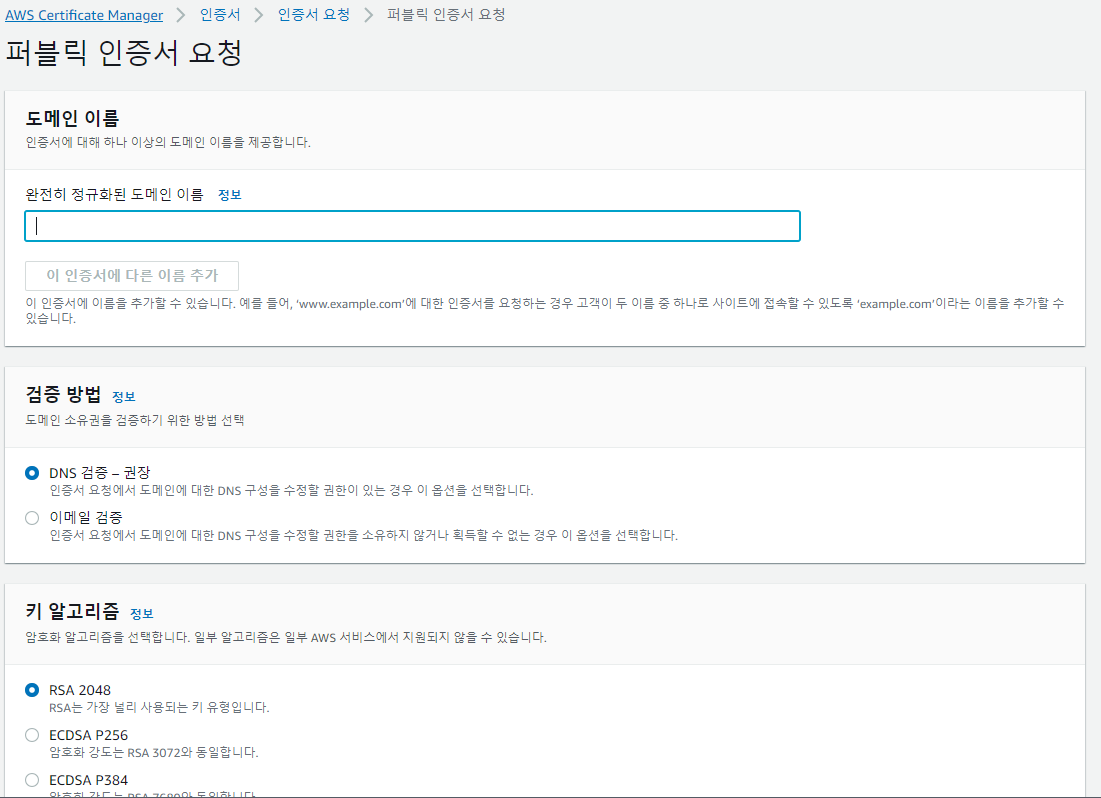 AWS Certificate Manager > 인증서 > 인증서 요청 > 퍼블릭 인증서 요청
퍼블릭 인증서 요청
도메인 이름
인증서에 대해 하나 이상의 도메인 이름을 제공합니다.
완전히 정규화된 도메인 이름 정보
이 인증서에 다른 이름 추가
이 인증서에 이름을 추가할 수 있습니다. 예를 들어, ‘www.example.com’에 대한 인증서를 요청하는 경우 고객이 두 이름 중 하나로 사이트에 접속할 수 있도록 ‘example.com’이라는 이름을 추가할 수
있습니다.
검증 방법 정보
도메인 소유권을 검증하기 위한 방법 선택
DNS 검증 – 권장
인증서 요청에서 도메인에 대한 DNS 구성을 수정할 권한이 있는 경우 이 옵션을 선택합니다.
이메일 검증
인증서 요청에서 도메인에 대한 DNS 구성을 수정할 권한을 소유하지 않거나 획득할 수 없는 경우 이 옵션을 선택합니다.
키 알고리즘 정보
암호화 알고리즘을 선택합니다. 일부 알고리즘은 일부 AWS 서비스에서 지원되지 않을 수 있습니다.
RSA 2048
RSA는 가장 널리 사용되는 키 유형입니다.
ECDSA P256
암호화 강도는 RSA 3072와 동일합니다.
ECDSA P384
암호화 강도는 RSA 7680와 동일합니다.